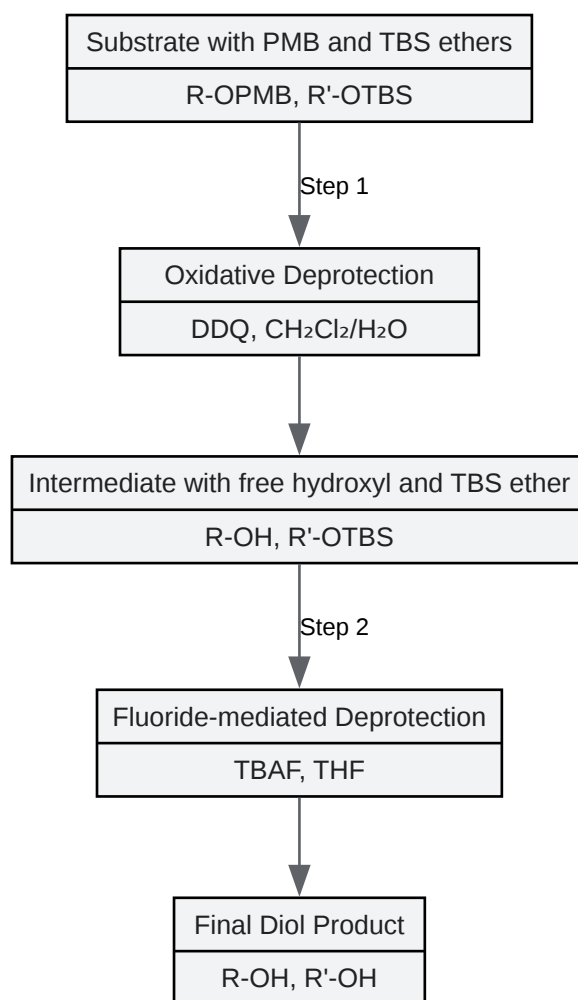 Substrate with PMB and TBS ethers
R-OPMB, R'-OTBS
Step 1
Oxidative Deprotection
DDQ, CH₂Cl₂/H₂O
Intermediate with free hydroxyl and TBS ether
R-OH, R'-OTBS
Step 2
Fluoride-mediated Deprotection
TBAF, THF
Final Diol Product
R-OH, R'-OH